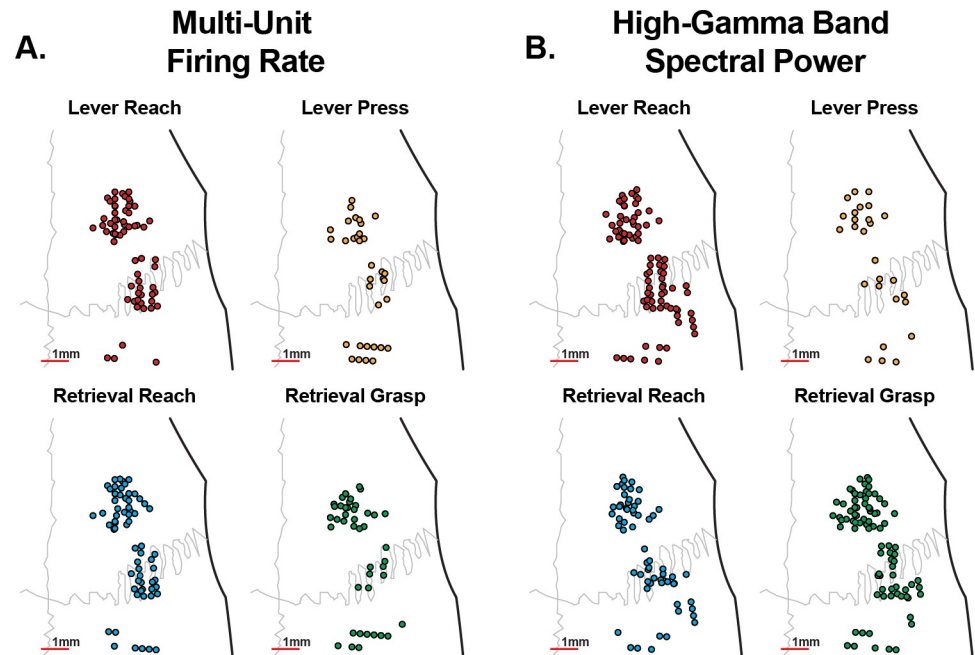 A.
Multi-Unit
Firing Rate
B.
High-Gamma Band
Spectral Power
Lever Reach
Lever Press
Lever Reach
Lever Press
1mm
1mm
1mm
1mm
Retrieval Reach
Retrieval Grasp
Retrieval Reach
Retrieval Grasp
1mm
1mm
1mm
1mm